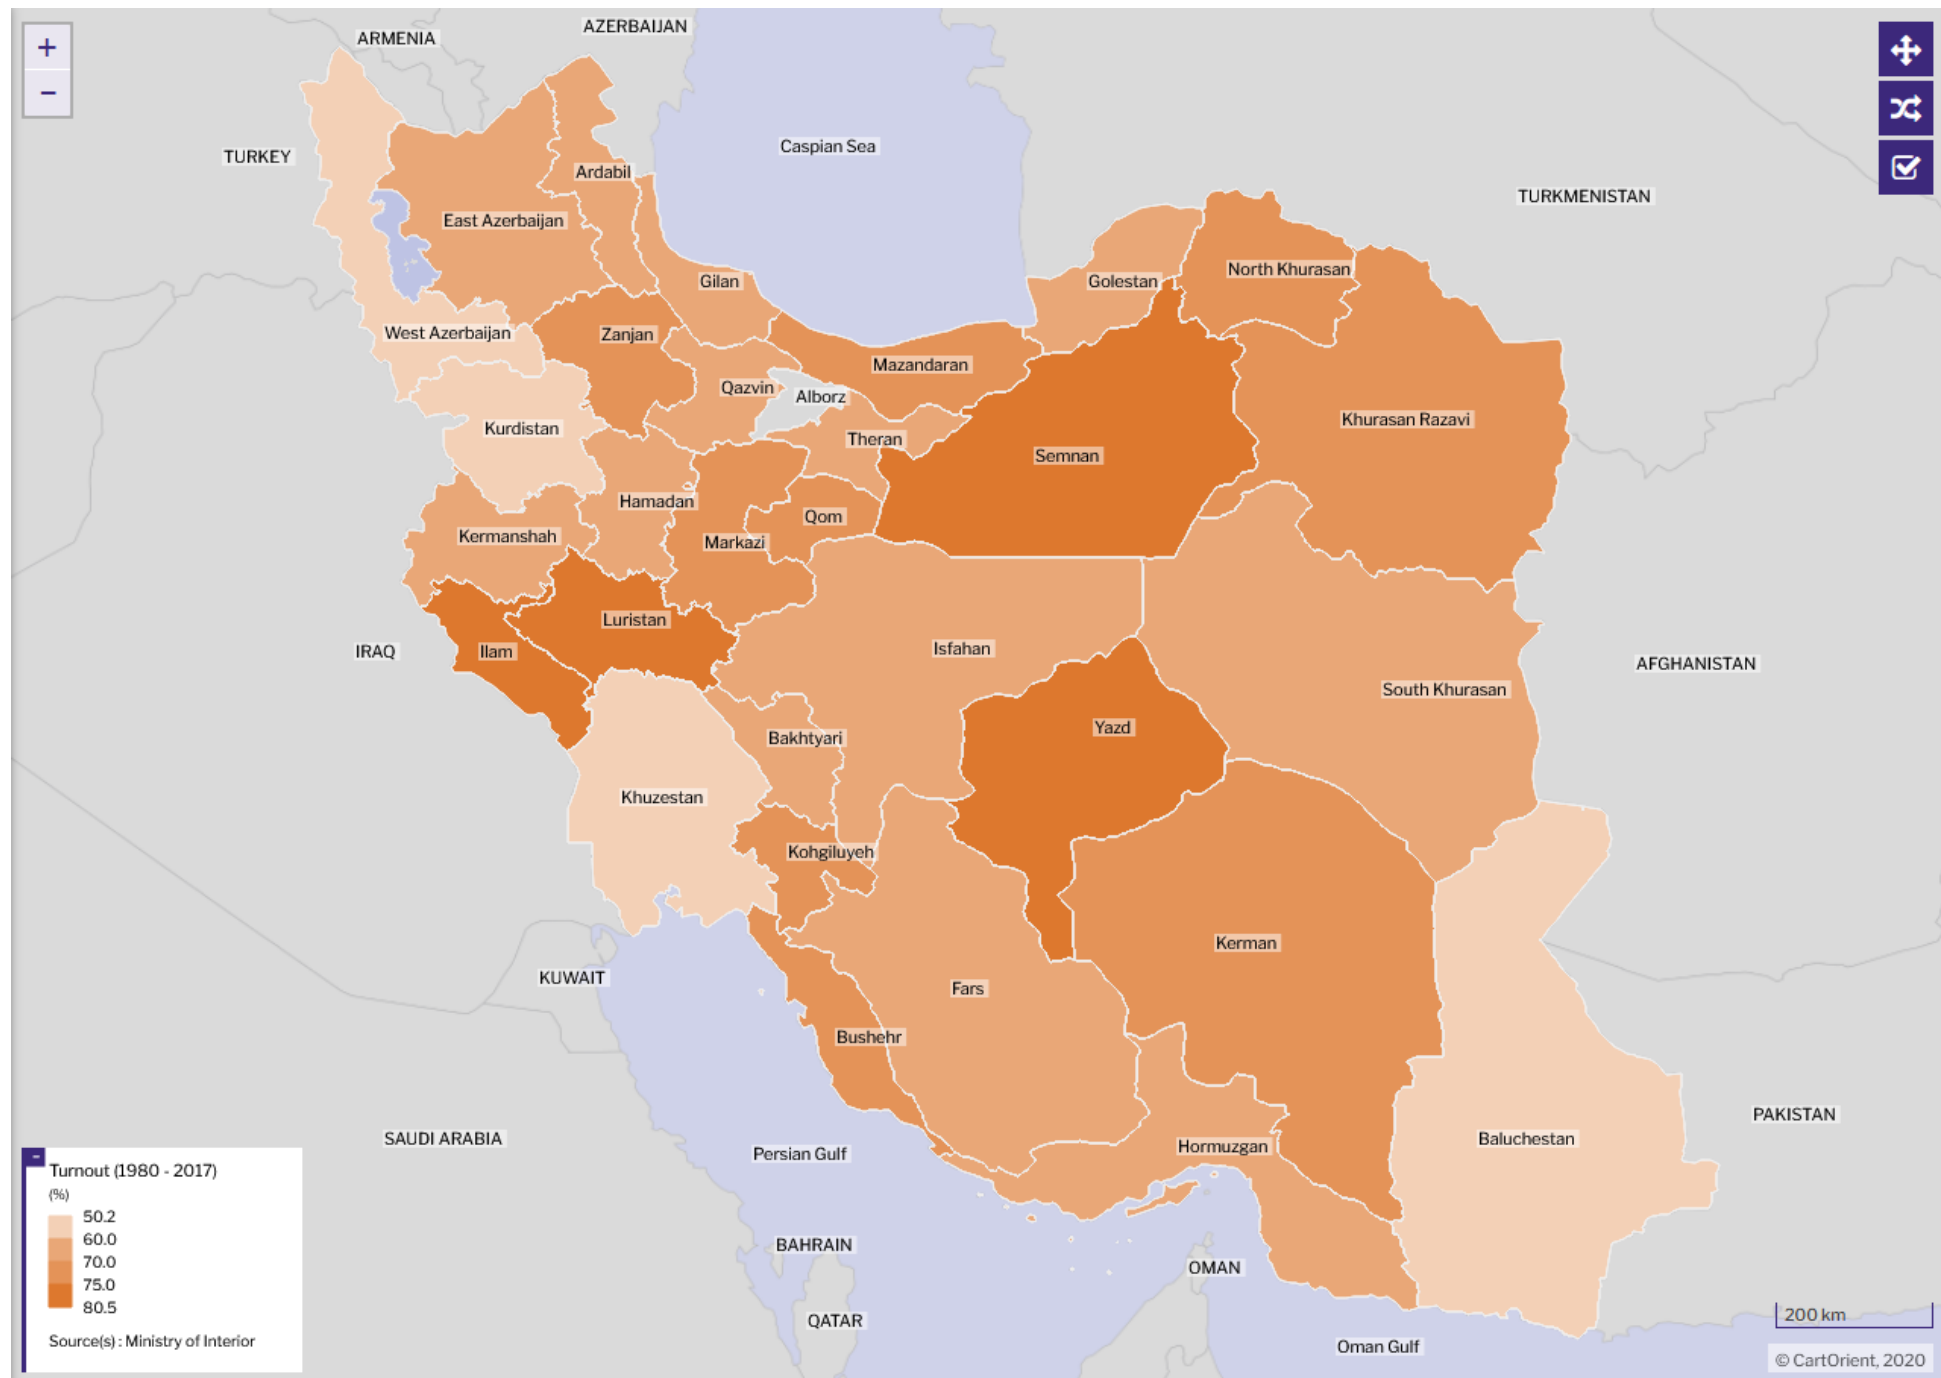 +
−
ARMENIA
AZERBAIJAN
TURKEY
Caspian Sea
Ardabil
TURKMENISTAN
East Azerbaijan
Gilan
Golestan
North Khurasan
West Azerbaijan
Zanjan
Mazandaran
Qazvin
Alborz
Khurasan Razavi
Kurdistan
Theran
Semnan
Hamadan
Qom
Kermanshah
Markazi
Luristan
Ilam
IRAQ
Isfahan
AFGHANISTAN
South Khurasan
Yazd
Bakhtyari
Khuzestan
Kohgiluyeh
Kerman
KUWAIT
Fars
Bushehr
PAKISTAN
SAUDI ARABIA
Baluchestan
Hormuzgan
Persian Gulf
BAHRAIN
OMAN
QATAR
Oman Gulf
-
Turnout (1980 - 2017)
(%)
50.2
60.0
70.0
75.0
80.5
Source(s) : Ministry of Interior
200 km
© CartOrient, 2020